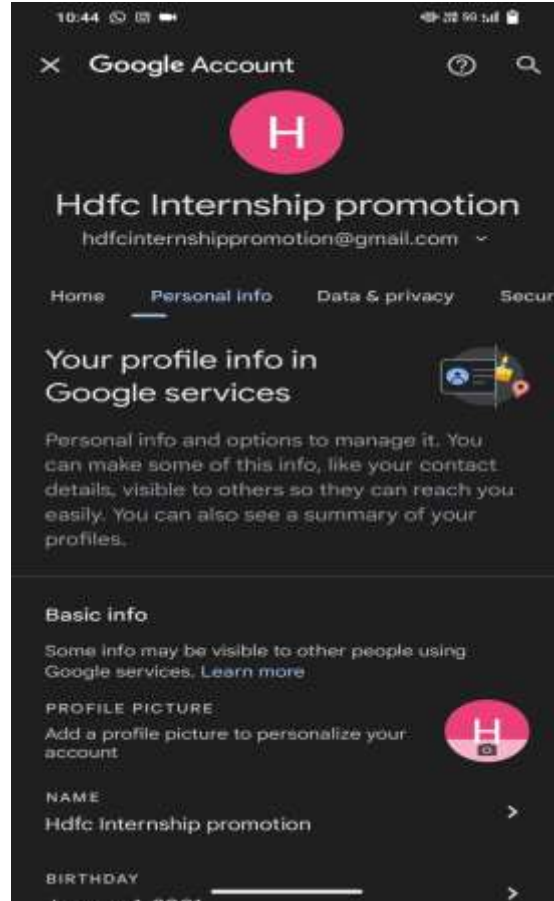 10:44
Google Account
H
Hdfc Internship promotion
hdfcinternshippromotion@gmail.com
Home Personal info Data & privacy Secur
Your profile info in
Google services
Personal info and options to manage it. You
can make some of this info, like your contact
details, visible to others so they can reach you
easily. You can also see a summary of your
profiles.
Basic info
Some info may be visible to other people using
Google services. Learn more
PROFILE PICTURE
Add a profile picture to personalize your
account
H
NAME
Hdfc Internship promotion
BIRTHDAY